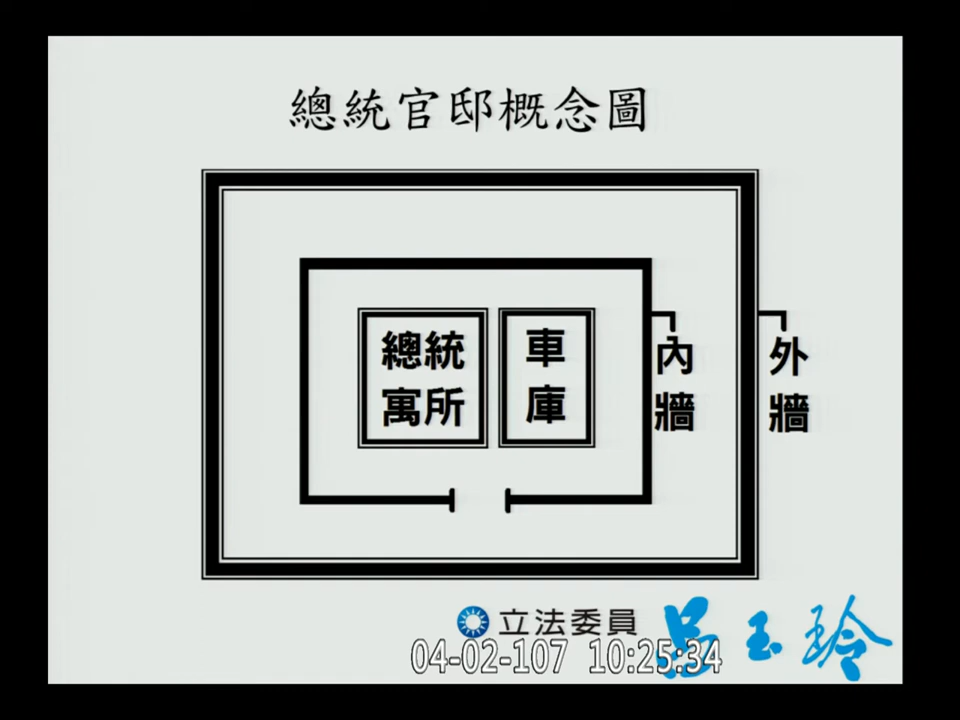 總統官邸概念圖
總統
寓所
車
庫
內
牆
外
牆
立法委員 吳玉玲
04-02-107 10:25:34